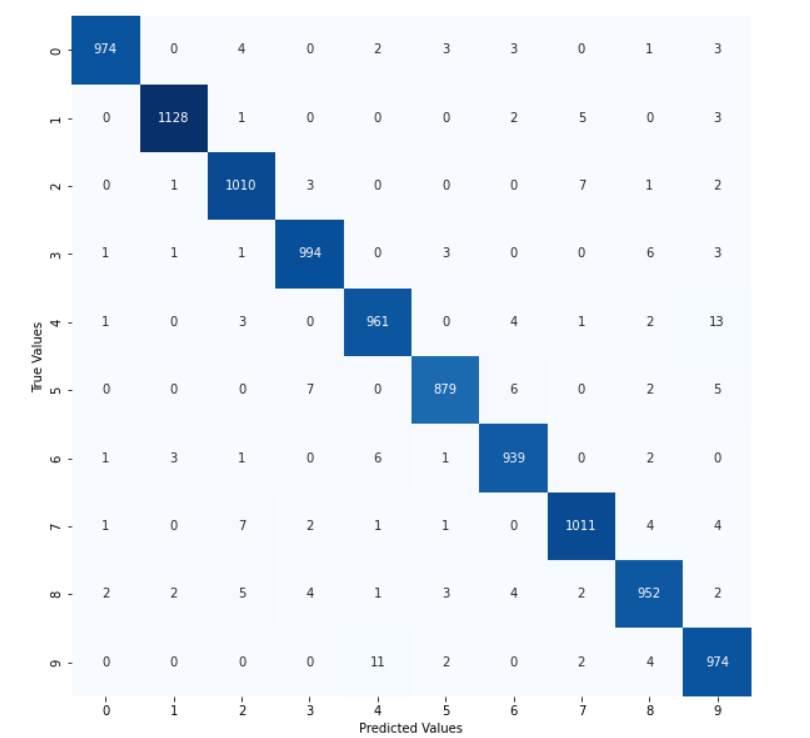 0 974 0 4 0 2 3 3 0 1 3
1 0 1128 1 0 0 0 2 5 0 3
2 0 1 1010 3 0 0 0 7 1 2
3 1 1 1 994 0 3 0 0 6 3
4 1 0 3 0 961 0 4 1 2 13
5 0 0 0 7 0 879 6 0 2 5
6 1 3 1 0 6 1 939 0 2 0
7 1 0 7 2 1 1 0 1011 4 4
8 2 2 5 4 1 3 4 2 952 2
9 0 0 0 0 11 2 0 2 4 974
True Values
0 1 2 3 4 5 6 7 8 9
Predicted Values